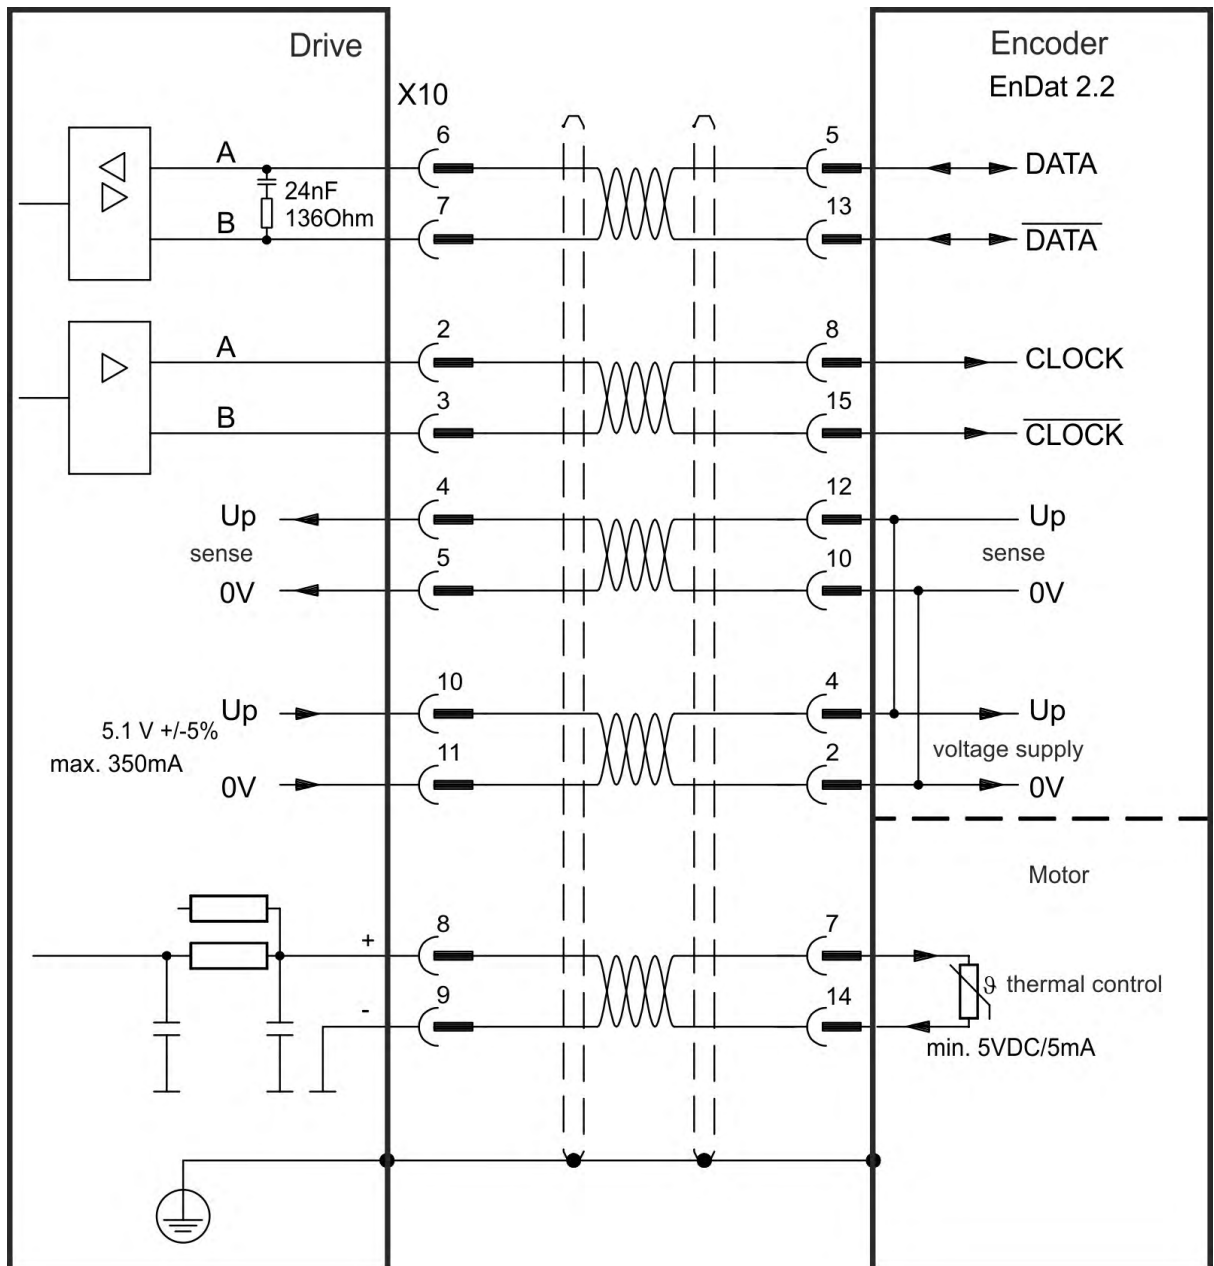 Drive
Encoder
EnDat 2.2
X10
A
6
5
DATA
24nF
136Ohm
B
7
13
DATA
A
2
8
CLOCK
B
3
15
CLOCK
Up
4
12
Up
sense
sense
0V
5
10
0V
Up
10
4
Up
5.1 V +/-5%
max. 350mA
voltage supply
0V
11
2
0V
Motor
+
8
7
ϑ thermal control
-
9
14
min. 5VDC/5mA